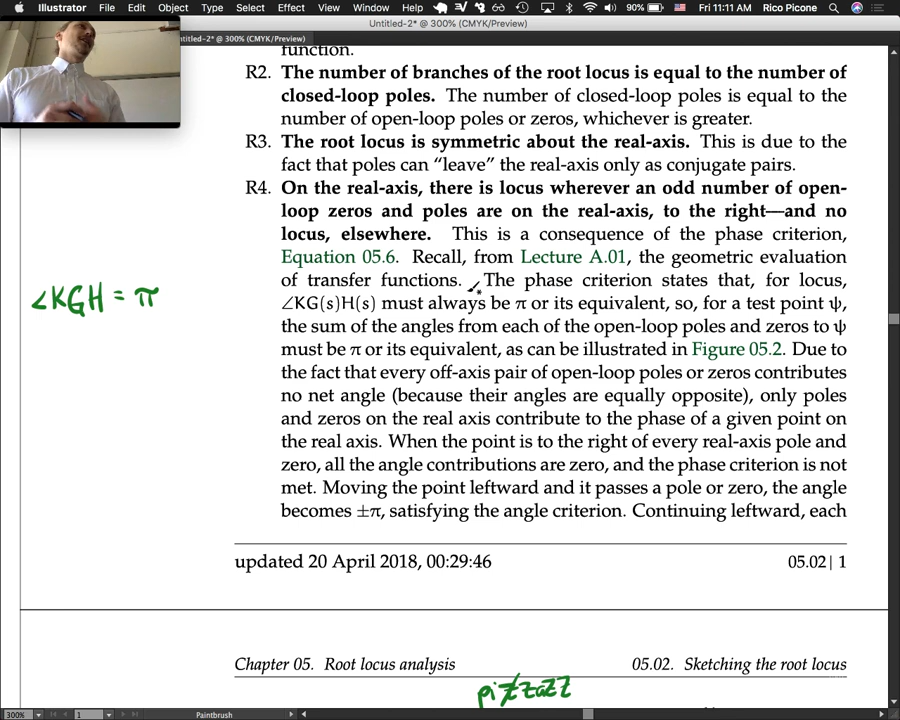 Illustrator File Edit Object Type Select Effect View Window Help 90% Fri 11:11 AM Rico Picone
Untitled-2* @ 300% (CMYK/Preview)
ntitled-2* @ 300% (CMYK/Preview)
function.
R2. The number of branches of the root locus is equal to the number of
closed-loop poles. The number of closed-loop poles is equal to the
number of open-loop poles or zeros, whichever is greater.
R3. The root locus is symmetric about the real-axis. This is due to the
fact that poles can “leave” the real-axis only as conjugate pairs.
R4. On the real-axis, there is locus wherever an odd number of open-
loop zeros and poles are on the real-axis, to the right—and no
locus, elsewhere. This is a consequence of the phase criterion,
Equation 05.6. Recall, from Lecture A.01, the geometric evaluation
of transfer functions. The phase criterion states that, for locus,
∠KG(s)H(s) must always be π or its equivalent, so, for a test point ψ,
the sum of the angles from each of the open-loop poles and zeros to ψ
must be π or its equivalent, as can be illustrated in Figure 05.2. Due to
the fact that every off-axis pair of open-loop poles or zeros contributes
no net angle (because their angles are equally opposite), only poles
and zeros on the real axis contribute to the phase of a given point on
the real axis. When the point is to the right of every real-axis pole and
zero, all the angle contributions are zero, and the phase criterion is not
met. Moving the point leftward and it passes a pole or zero, the angle
becomes ±π, satisfying the angle criterion. Continuing leftward, each
∠KGH = π
updated 20 April 2018, 00:29:46 05.02 | 1
Chapter 05. Root locus analysis 05.02. Sketching the root locus
300% 1 Paintbrush